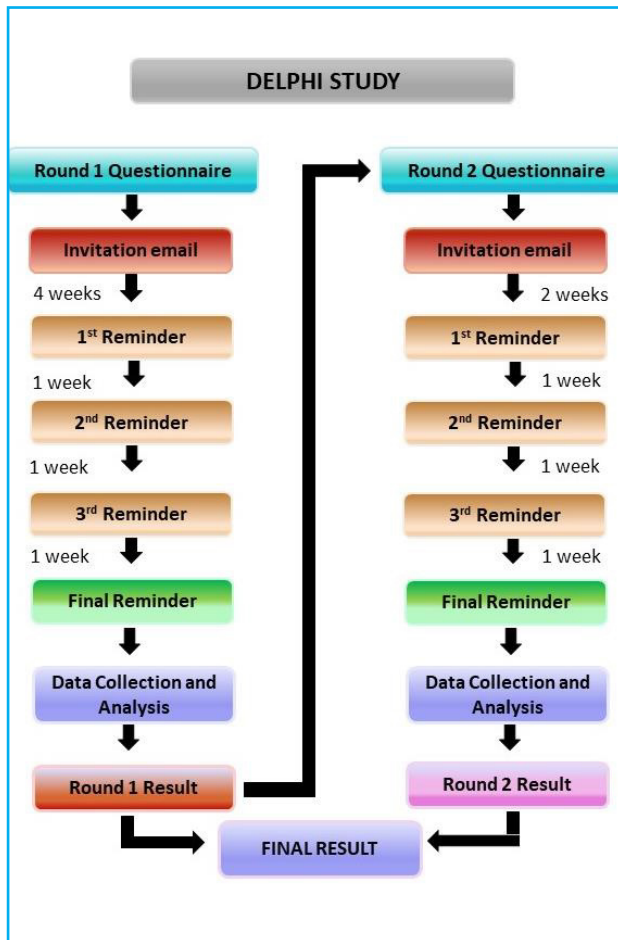 DELPHI STUDY
Round 1 Questionnaire
Invitation email
4 weeks
1st Reminder
1 week
2nd Reminder
1 week
3rd Reminder
1 week
Final Reminder
Data Collection and
Analysis
Round 1 Result
Round 2 Questionnaire
Invitation email
2 weeks
1st Reminder
1 week
2nd Reminder
1 week
3rd Reminder
1 week
Final Reminder
Data Collection and
Analysis
Round 2 Result
FINAL RESULT